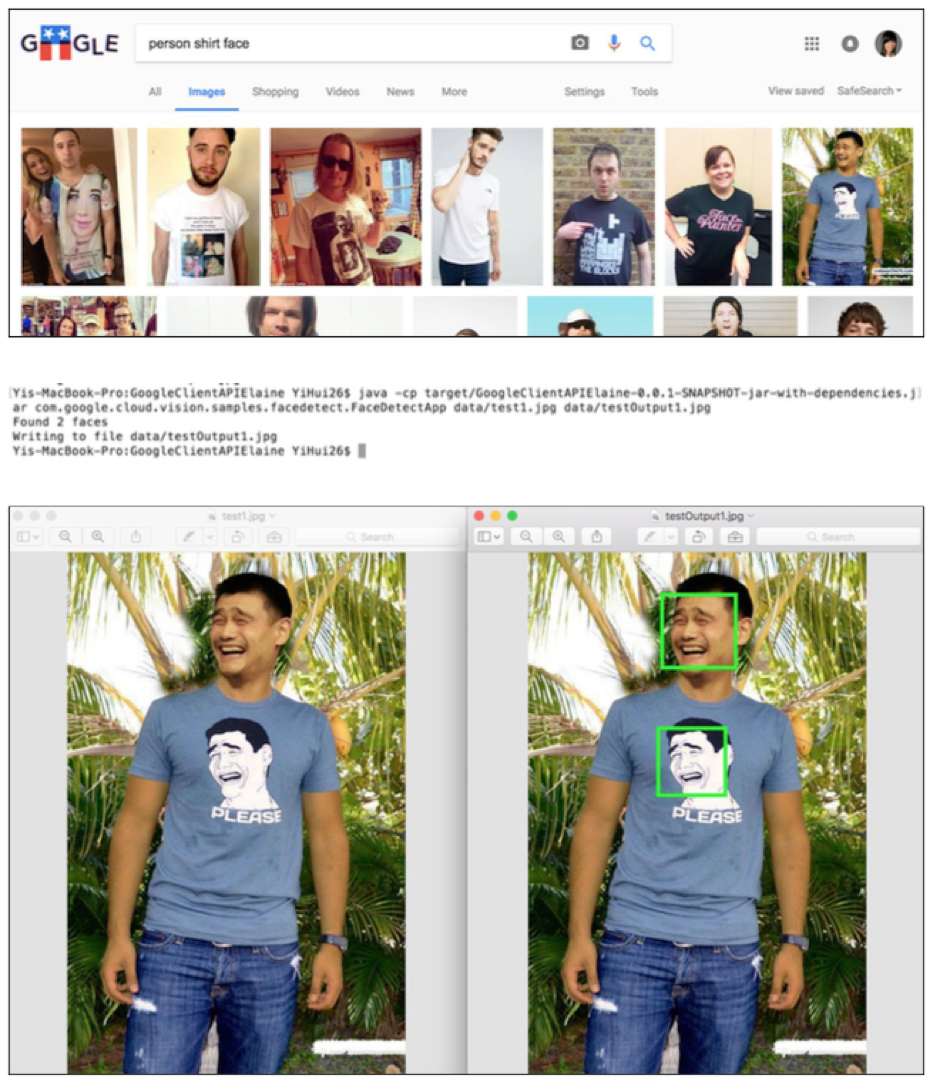 GOOGLE
person shirt face
All Images Shopping Videos News More Settings Tools View saved SafeSearch
Face
Painter
(Yis-MacBook-Pro:GoogleClientAPIElaine YiHui26$ java -cp target/GoogleClientAPIElaine-0.0.1-SNAPSHOT-jar-with-dependencies.j)
ar com.google.cloud.vision.samples.facedetect.FaceDetectApp data/test1.jpg data/testOutput1.jpg
Found 2 faces
Writing to file data/testOutput1.jpg
Yis-MacBook-Pro:GoogleClientAPIElaine YiHui26$
test1.jpg
Search
testOutput1.jpg
Search
PLEASE
PLEASE